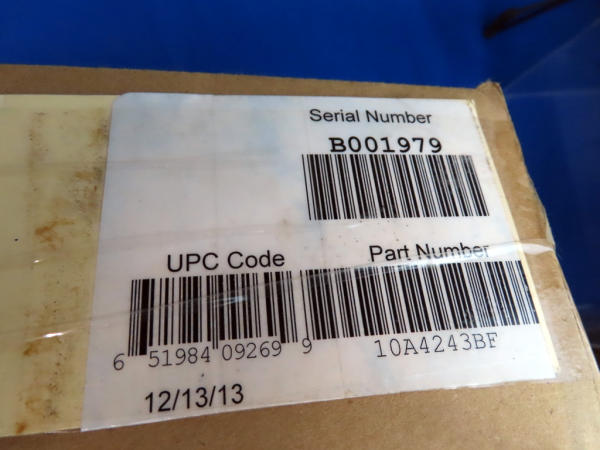 Serial Number
B001979
UPC Code
Part Number
6 51984 09269 9
10A4243BF
12/13/13